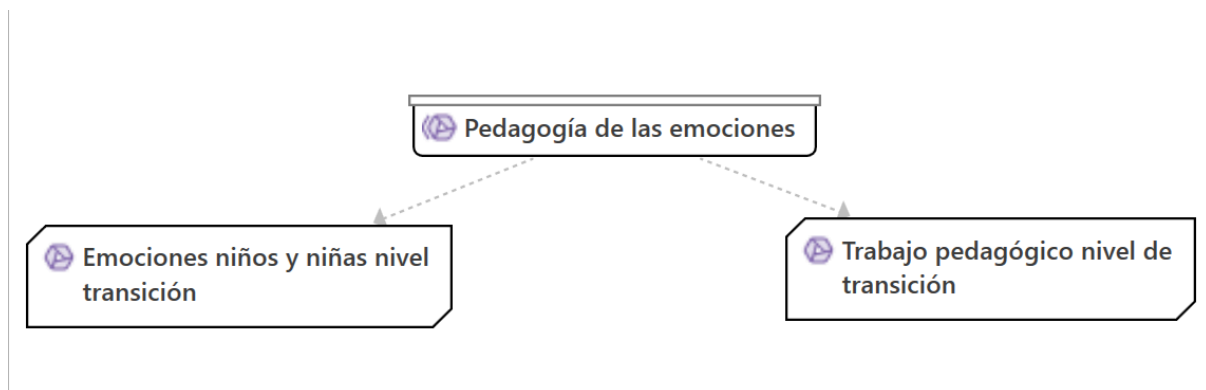 Pedagogía de las emociones
Emociones niños y niñas nivel
transición
Trabajo pedagógico nivel de
transición